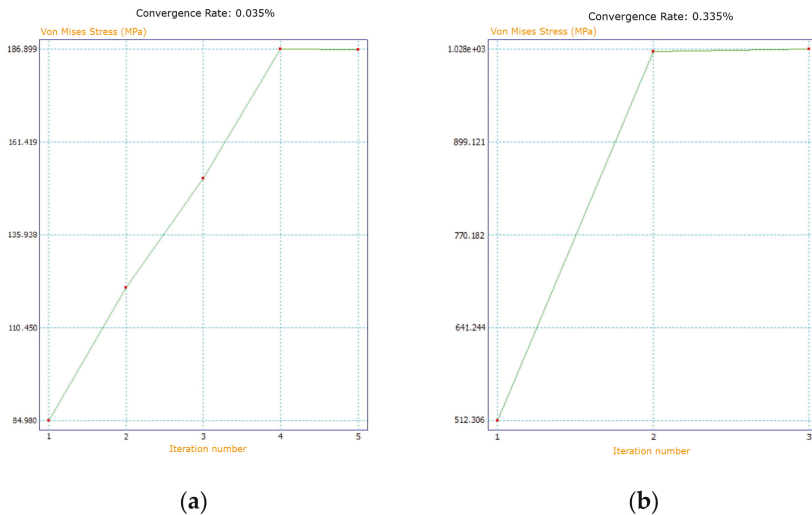 Convergence Rate: 0.035%
Von Mises Stress (MPa)
186.899
161.419
135.938
110.450
84.980
1 2 3 4 5
Iteration number
(a)
Convergence Rate: 0.335%
Von Mises Stress (MPa)
1.028e+03
899.121
770.182
641.244
512.306
1 2 3
Iteration number
(b)